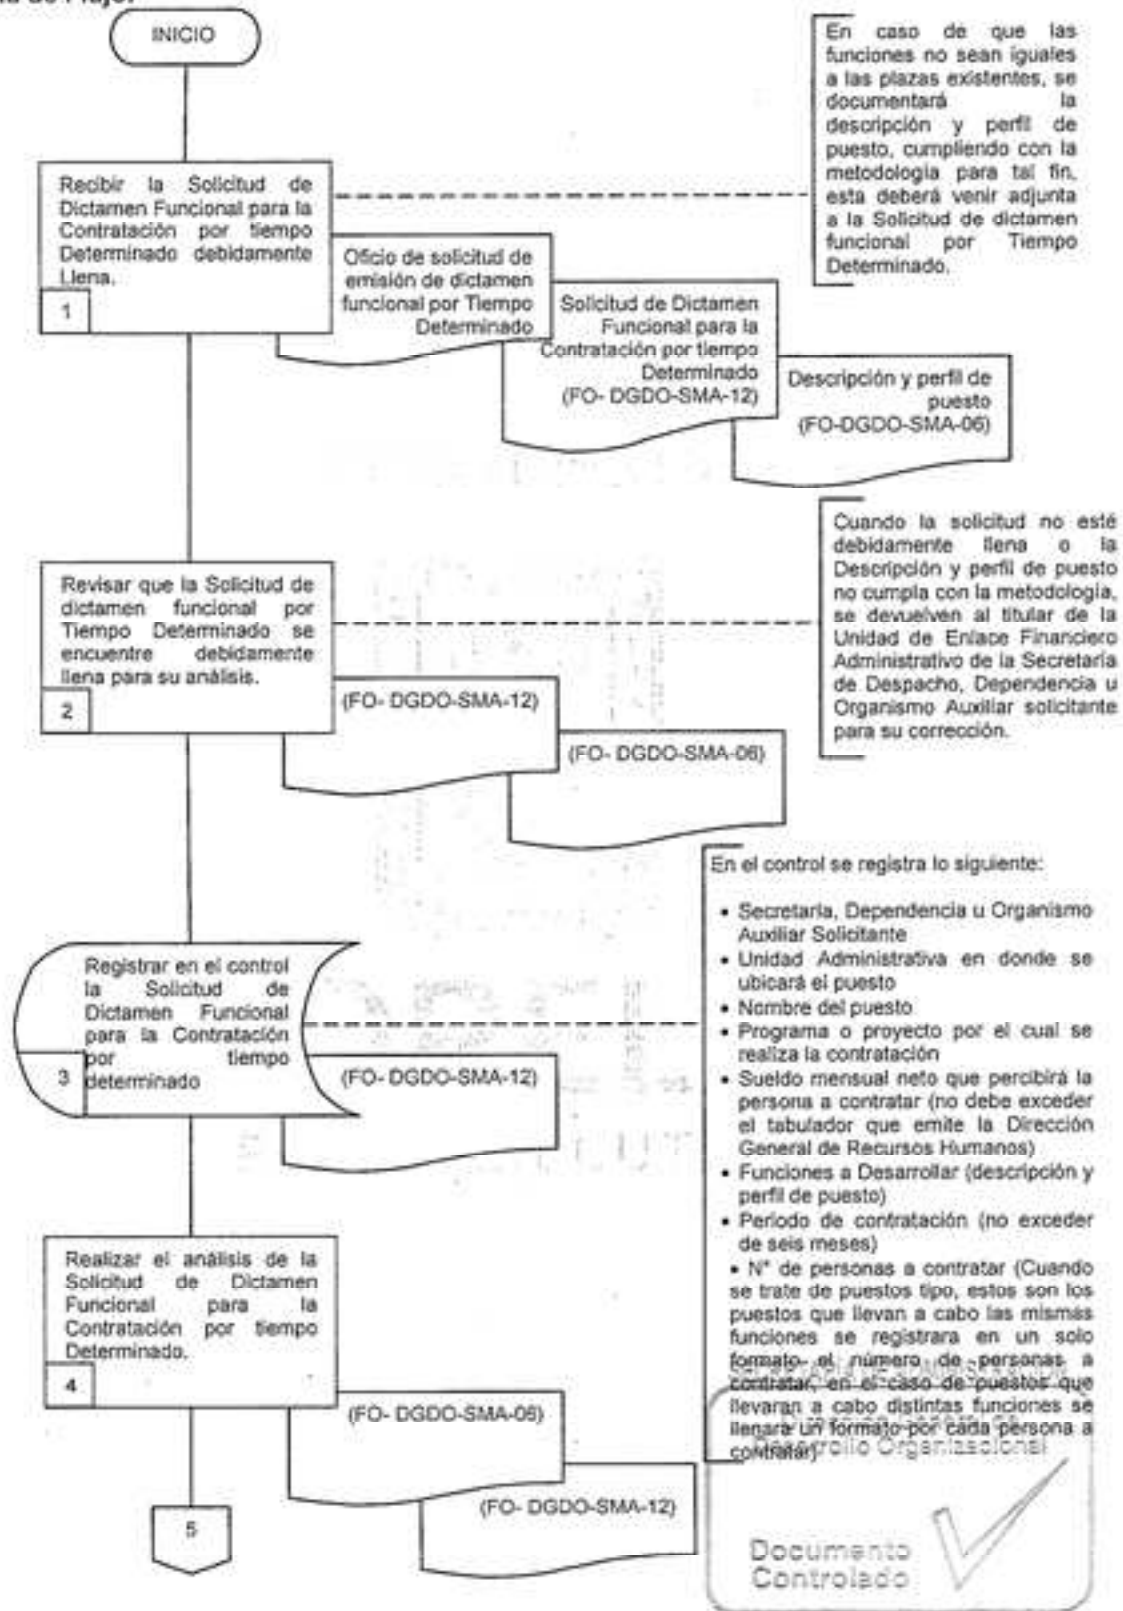 de Flujo.
INICIO
En caso de que las
funciones no sean iguales
a las plazas existentes, se
documentará la
descripción y perfil de
puesto, cumpliendo con la
metodología para tal fin,
esta deberá venir adjunta
a la Solicitud de dictamen
funcional por Tiempo
Determinado.
Recibir la Solicitud de
Dictamen Funcional para la
Contratación por tiempo
Determinado debidamente
Llena.
1
Oficio de solicitud de
emisión de dictamen
funcional por Tiempo
Determinado
Solicitud de Dictamen
Funcional para la
Contratación por tiempo
Determinado
(FO- DGDO-SMA-12)
Descripción y perfil de
puesto
(FO-DGDO-SMA-06)
Cuando la solicitud no esté
debidamente llena o la
Descripción y perfil de puesto
no cumpla con la metodología,
se devuelven al titular de la
Unidad de Enlace Financiero
Administrativo de la Secretaría
de Despacho, Dependencia u
Organismo Auxiliar solicitante
para su corrección.
Revisar que la Solicitud de
dictamen funcional por
Tiempo Determinado se
encuentre debidamente
llena para su análisis.
2
(FO- DGDO-SMA-12)
(FO- DGDO-SMA-06)
En el control se registra lo siguiente:
• Secretaría, Dependencia u Organismo
Auxiliar Solicitante
• Unidad Administrativa en donde se
ubicará el puesto
• Nombre del puesto
• Programa o proyecto por el cual se
realiza la contratación
• Sueldo mensual neto que percibirá la
persona a contratar (no debe exceder
el tabulador que emite la Dirección
General de Recursos Humanos)
• Funciones a Desarrollar (descripción y
perfil de puesto)
• Periodo de contratación (no exceder
de seis meses)
• N° de personas a contratar (Cuando
se trate de puestos tipo, estos son los
puestos que llevan a cabo las mismas
funciones se registrara en un solo
formato el número de personas a
contratar, en el caso de puestos que
llevaran a cabo distintas funciones se
llenará un formato por cada persona a
contratar)
Registrar en el control
la Solicitud de
Dictamen Funcional
para la Contratación
por tiempo
determinado
3
(FO- DGDO-SMA-12)
Realizar el análisis de la
Solicitud de Dictamen
Funcional para la
Contratación por tiempo
Determinado.
4
(FO- DGDO-SMA-06)
(FO- DGDO-SMA-12)
5
Desarrollo Organizacional
Documento
Controlado